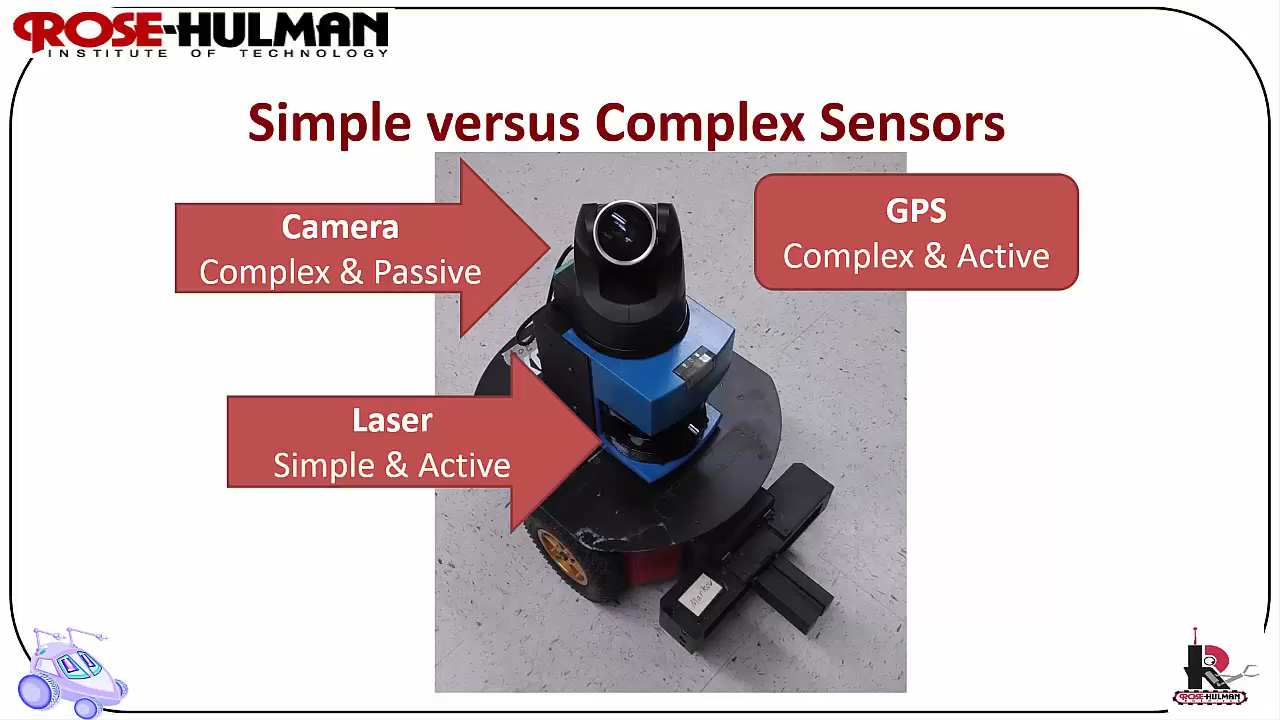 ROSE-HULMAN
INSTITUTE OF TECHNOLOGY
Simple versus Complex Sensors
Camera
Complex & Passive
GPS
Complex & Active
Laser
Simple & Active
Markov
R
ROSE-HULMAN